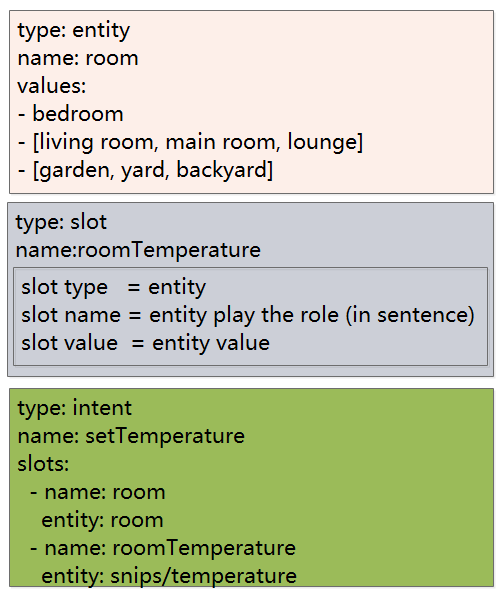 type: entity
name: room
values:
- bedroom
- [living room, main room, lounge]
- [garden, yard, backyard]
type: slot
name:roomTemperature
slot type = entity
slot name = entity play the role (in sentence)
slot value = entity value
type: intent
name: setTemperature
slots:
- name: room
entity: room
- name: roomTemperature
entity: snips/temperature